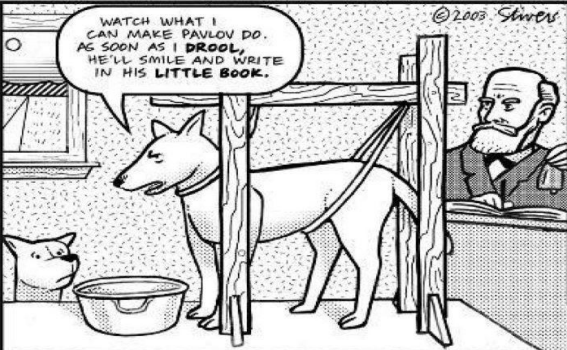 WATCH WHAT I
CAN MAKE PAVLOV DO.
AS SOON AS I DROOL,
HE'LL SMILE AND WRITE
IN HIS LITTLE BOOK.
© 2003 Stivers